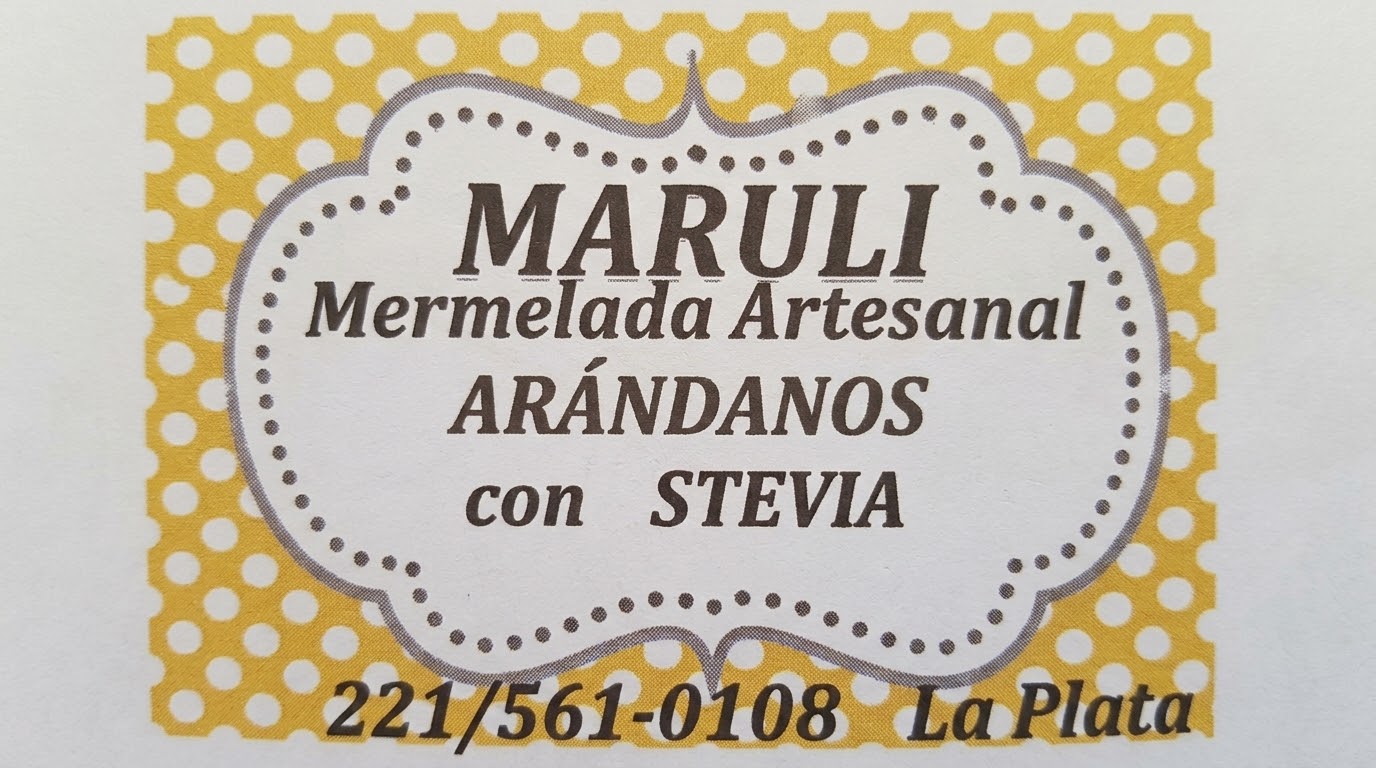 MARULI
Mermelada Artesanal
ARÁNDANOS
con STEVIA
221/561-0108 La Plata